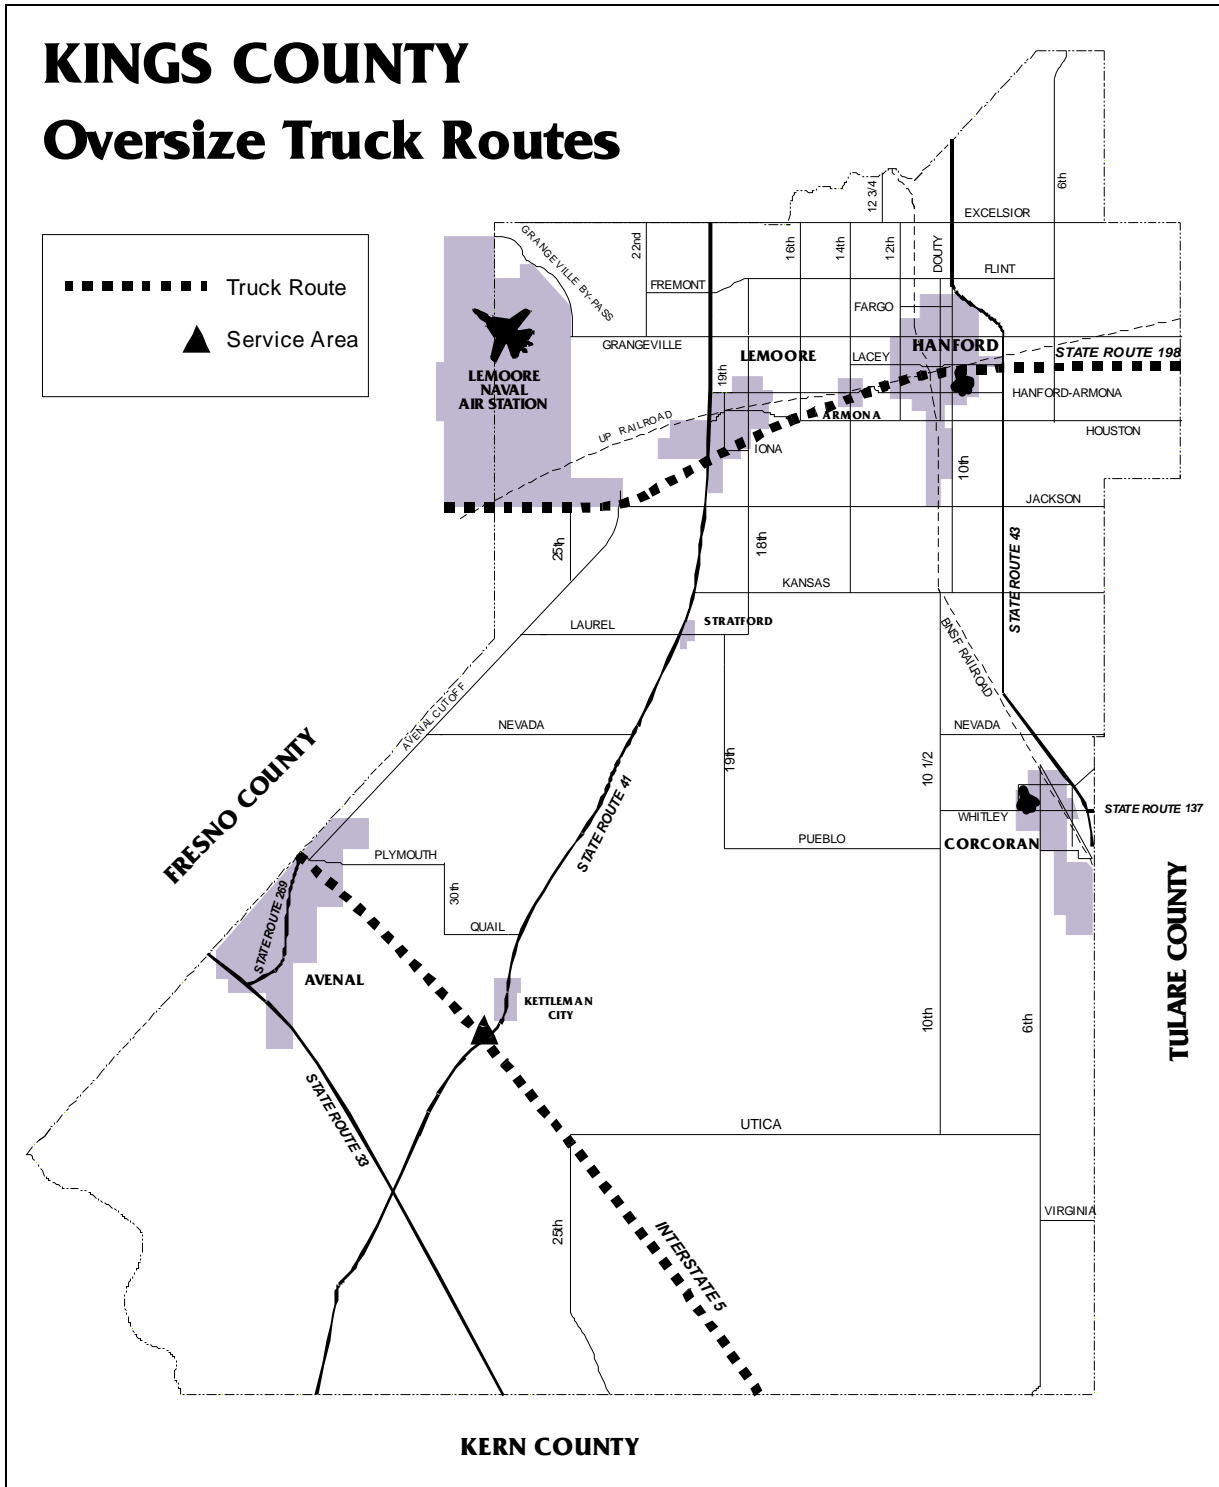 KINGS COUNTY
Oversize Truck Routes
Truck Route
Service Area
6th
12 3/4
EXCELSIOR
GRANGEVILLE BY-PASS
22nd
16th
14th
12th
DOUTY
FLINT
FREMONT
FARGO
GRANGEVILLE
LEMOORE
HANFORD
LACEY
STATE ROUTE 198
LEMOORE
NAVAL
AIR STATION
19th
HANFORD-ARMONA
ARMONA
UP RAILROAD
HOUSTON
IONA
10th
JACKSON
25th
18th
STATE ROUTE 43
KANSAS
LAUREL
STRATFORD
BNSF RAILROAD
AVENAL CUTOFF
NEVADA
NEVADA
19th
10 1/2
FRESNO COUNTY
STATE ROUTE 41
STATE ROUTE 137
WHITLEY
PUEBLO
CORCORAN
PLYMOUTH
30th
STATE ROUTE 269
QUAIL
TULARE COUNTY
AVENAL
KETTLEMAN
CITY
10th
6th
STATE ROUTE 33
UTICA
VIRGINIA
25th
INTERSTATE 5
KERN COUNTY